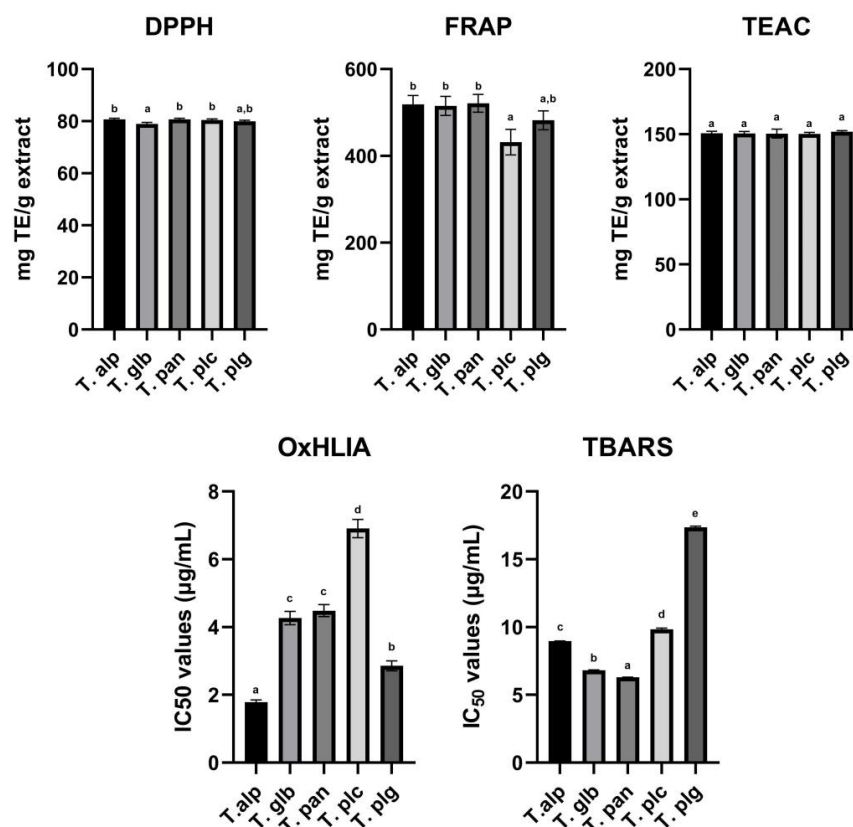 DPPH
mg TE/g extract
100
80
60
40
20
0
b a b b a,b
T. alp T. glb T. pan T. plc T. plg
FRAP
mg TE/g extract
600
400
200
0
b b b a a,b
T. alp T. glb T. pan T. plc T. plg
TEAC
mg TE/g extract
200
150
100
50
0
a a a a a
T. alp T. glb T. pan T. plc T. plg
OxHLIA
IC50 values (µg/mL)
8
6
4
2
0
a c c d b
T.alp T. glb T. pan T. plc T. plg
TBARS
IC₅₀ values (µg/mL)
20
15
10
5
0
c b a d e
T.alp T. glb T. pan T. plc T. plg